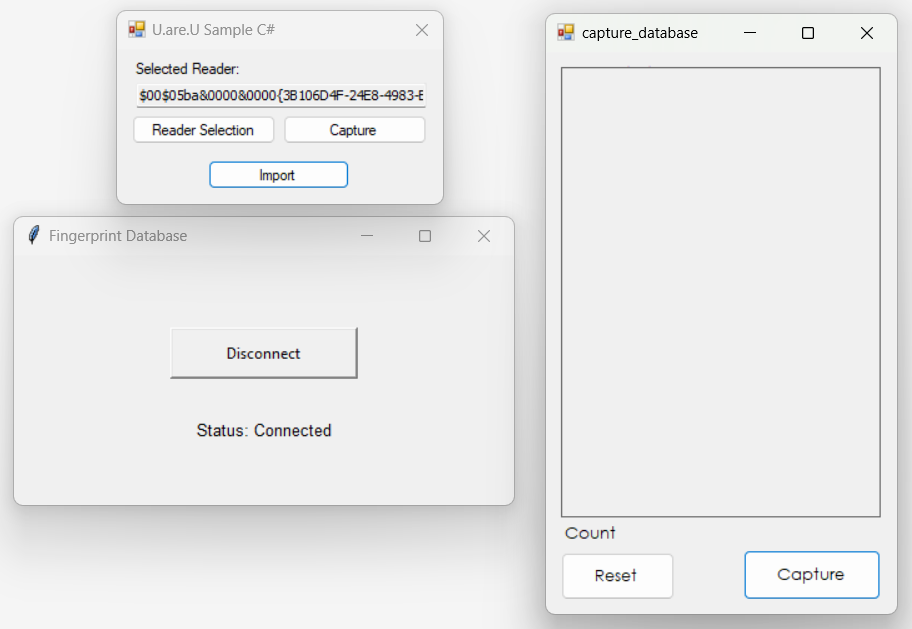 U.are.U Sample C#
Selected Reader:
$00$05ba&0000&0000{3B106D4F-24E8-4983-E
Reader Selection
Capture
Import
Fingerprint Database
Disconnect
Status: Connected
capture_database
Count
Reset
Capture